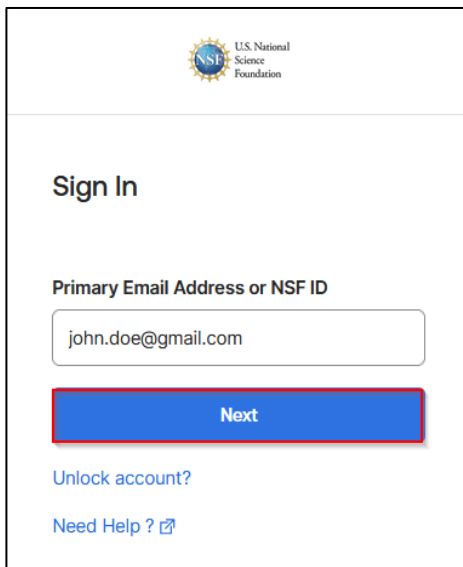 NSF
U.S. National
Science
Foundation
Sign In
Primary Email Address or NSF ID
john.doe@gmail.com
Next
Unlock account?
Need Help ?